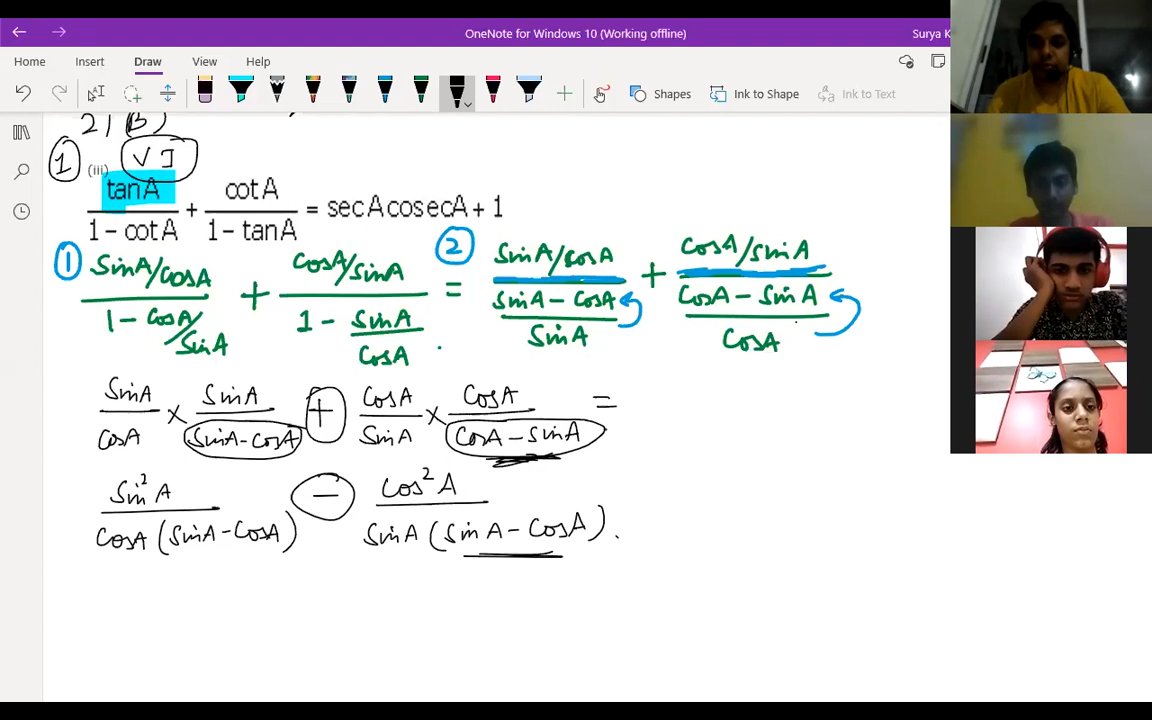 OneNote for Windows 10 (Working offline)
Surya K
Home Insert Draw View Help
Shapes Ink to Shape Ink to Text
21 (B)
1 (iii) VI
tanA/(1 − cotA) + cotA/(1 − tanA) = secAcosecA + 1
① (SinA/cosA)/(1 − CosA/SinA) + (CosA/SinA)/(1 − SinA/CosA) = ② (SinA/CosA)/((SinA − CosA)/SinA) + (CosA/SinA)/((CosA − SinA)/CosA)
SinA/CosA × SinA/(SinA−CosA) + CosA/SinA × CosA/(CosA − SinA) =
Sin²A/(CosA (SinA−CosA)) − Cos²A/(SinA (SinA − CosA)).